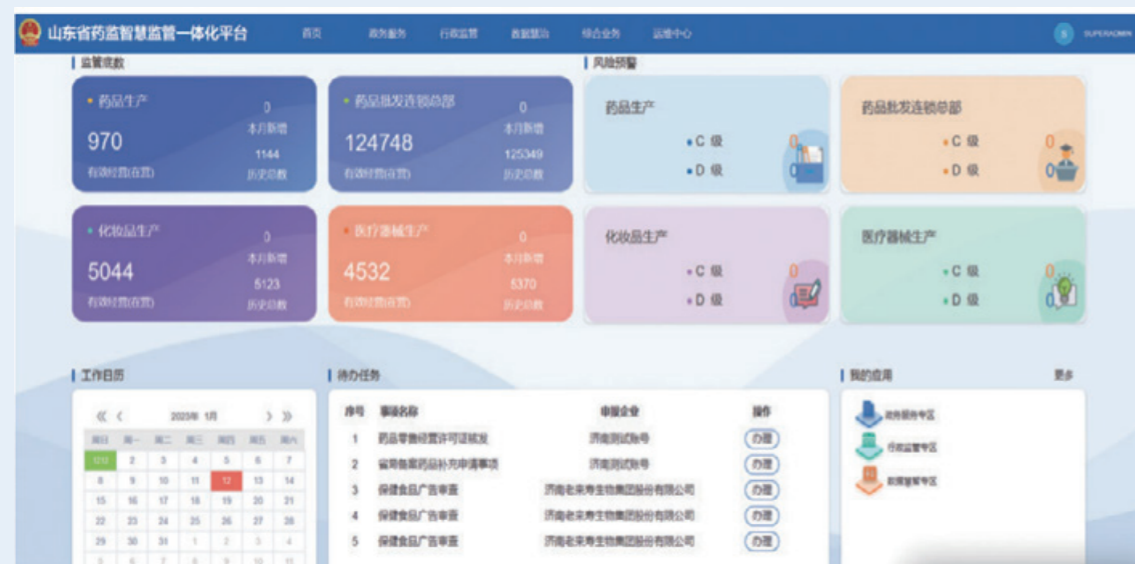 山东省药监智慧监管一体化平台 首页 政务服务 行政监管 数据慧治 综合业务 运维中心 S SUPERADMIN
监管底数
药品生产 0
970 本月新增
1144
有效经营(在营) 历史总数
药品批发连锁总部 0
124748 本月新增
125349
有效经营(在营) 历史总数
化妆品生产 0
5044 本月新增
5123
有效经营(在营) 历史总数
医疗器械生产 0
4532 本月新增
5370
有效经营(在营) 历史总数
风险预警
药品生产
C 级 0
D 级 0
药品批发连锁总部
C 级 0
D 级 0
化妆品生产
C 级 0
D 级 0
医疗器械生产
C 级 0
D 级 0
工作日历
2023年 1月
周日 周一 周二 周三 周四 周五 周六
2 3 4 5 6 7
8 9 10 11 12 13 14
15 16 17 18 19 20 21
22 23 24 25 26 27 28
29 30 31 1 2 3 4
5 6 7 8 9 10 11
待办任务
序号 事项名称 申报企业 操作
1 药品零售经营许可证核发 济南测试账号 办理
2 省局备案药品补充申请事项 济南测试账号 办理
3 保健食品广告审查 济南老来寿生物集团股份有限公司 办理
4 保健食品广告审查 济南老来寿生物集团股份有限公司 办理
5 保健食品广告审查 济南老来寿生物集团股份有限公司 办理
我的应用 更多
政务服务专区
行政监管专区
数据慧聚专区